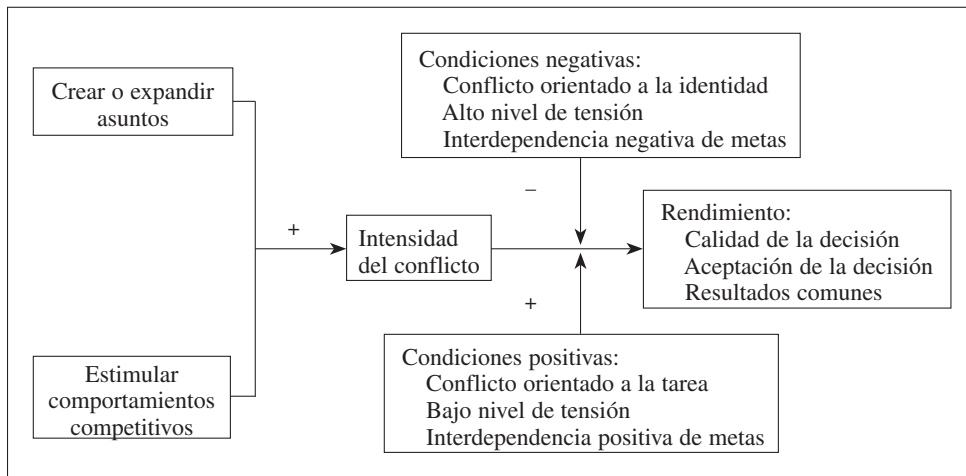 Crear o expandir
asuntos
Condiciones negativas:
Conflicto orientado a la identidad
Alto nivel de tensión
Interdependencia negativa de metas
–
+
Intensidad
del conflicto
Rendimiento:
Calidad de la decisión
Aceptación de la decisión
Resultados comunes
+
Condiciones positivas:
Conflicto orientado a la tarea
Bajo nivel de tensión
Interdependencia positiva de metas
Estimular
comportamientos
competitivos